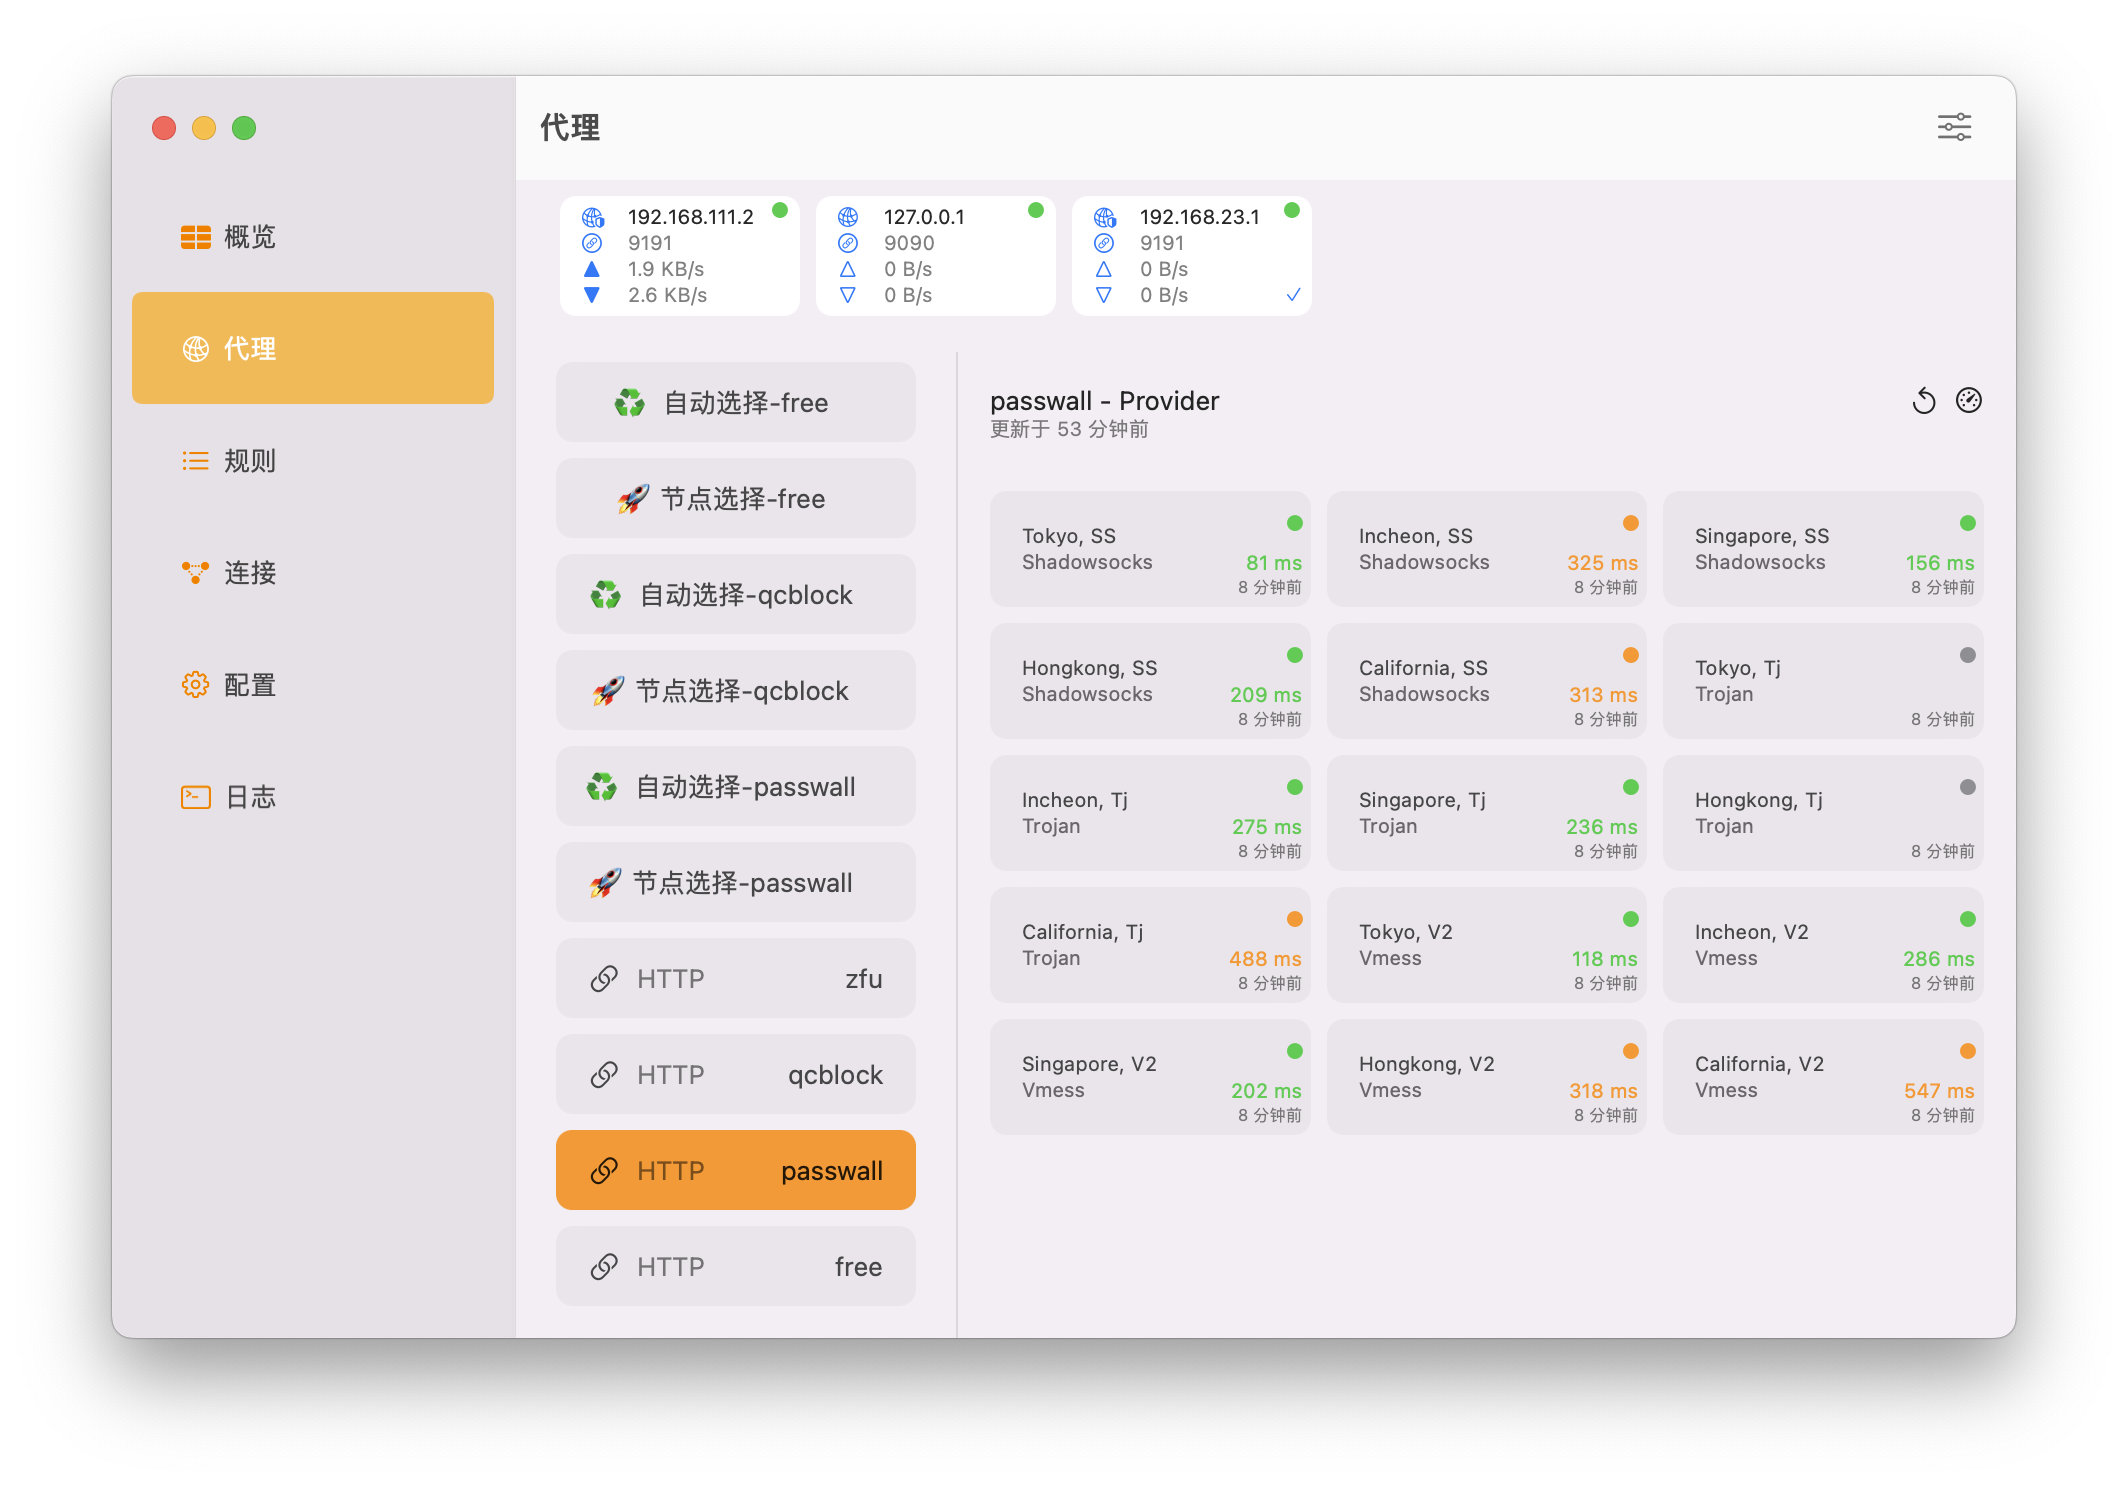 代理
概览
代理
规则
连接
配置
日志
192.168.111.2
9191
1.9 KB/s
2.6 KB/s
127.0.0.1
9090
0 B/s
0 B/s
192.168.23.1
9191
0 B/s
0 B/s
自动选择-free
节点选择-free
自动选择-qcblock
节点选择-qcblock
自动选择-passwall
节点选择-passwall
HTTP zfu
HTTP qcblock
HTTP passwall
HTTP free
passwall - Provider
更新于 53 分钟前
Tokyo, SS
Shadowsocks
81 ms
8 分钟前
Incheon, SS
Shadowsocks
325 ms
8 分钟前
Singapore, SS
Shadowsocks
156 ms
8 分钟前
Hongkong, SS
Shadowsocks
209 ms
8 分钟前
California, SS
Shadowsocks
313 ms
8 分钟前
Tokyo, Tj
Trojan
8 分钟前
Incheon, Tj
Trojan
275 ms
8 分钟前
Singapore, Tj
Trojan
236 ms
8 分钟前
Hongkong, Tj
Trojan
8 分钟前
California, Tj
Trojan
488 ms
8 分钟前
Tokyo, V2
Vmess
118 ms
8 分钟前
Incheon, V2
Vmess
286 ms
8 分钟前
Singapore, V2
Vmess
202 ms
8 分钟前
Hongkong, V2
Vmess
318 ms
8 分钟前
California, V2
Vmess
547 ms
8 分钟前